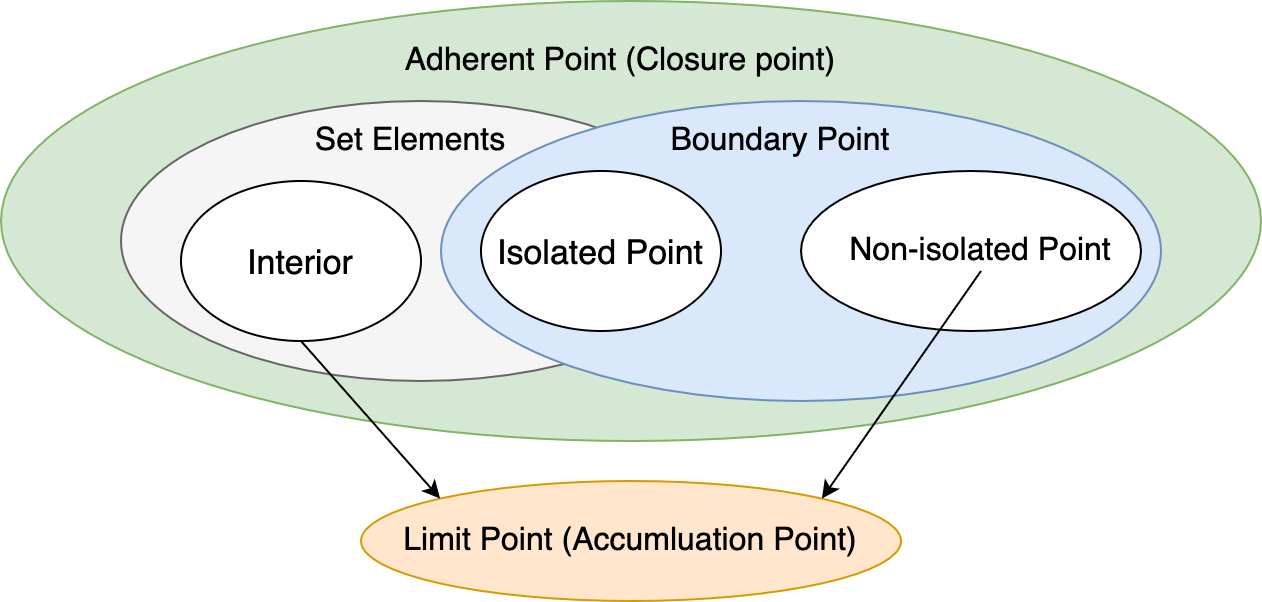 Adherent Point (Closure point)
Set Elements
Boundary Point
Interior
Isolated Point
Non-isolated Point
Limit Point (Accumluation Point)